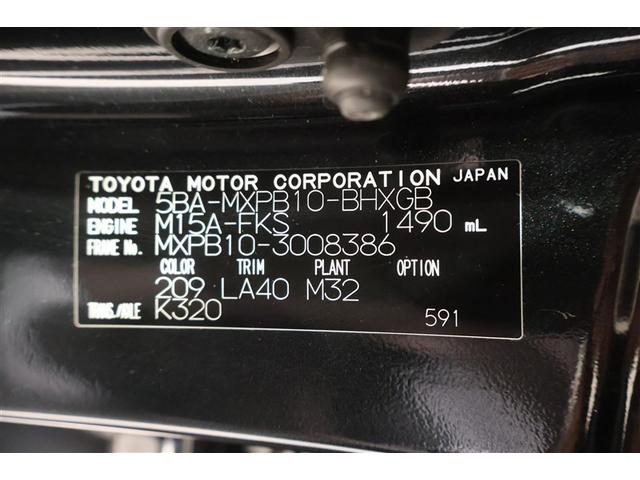 TOYOTA MOTOR CORPORATION JAPAN
MODEL 5BA-MXPB10-BHXGB
ENGINE M15A-FKS 1490 mL
FRAME No. MXPB10-3008386
COLOR TRIM PLANT OPTION
209 LA40 M32
TRANS./AXLE K320 591